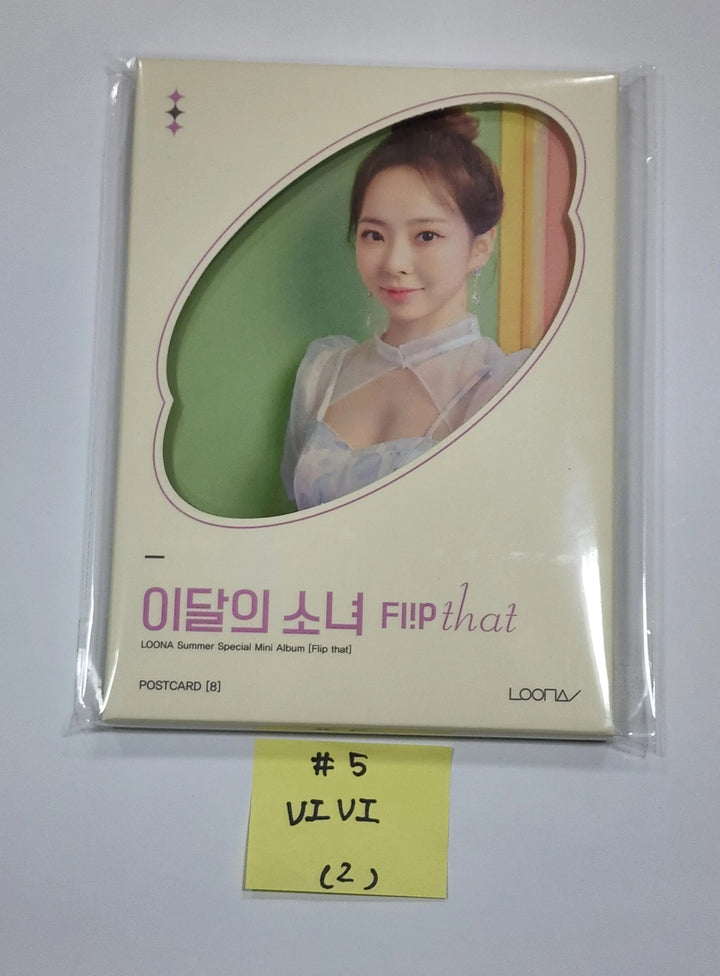 이달의 소녀 FL!P that
LOONA Summer Special Mini Album [Flip that]
POSTCARD [8]
LOONA
#5
VIVI
(2)